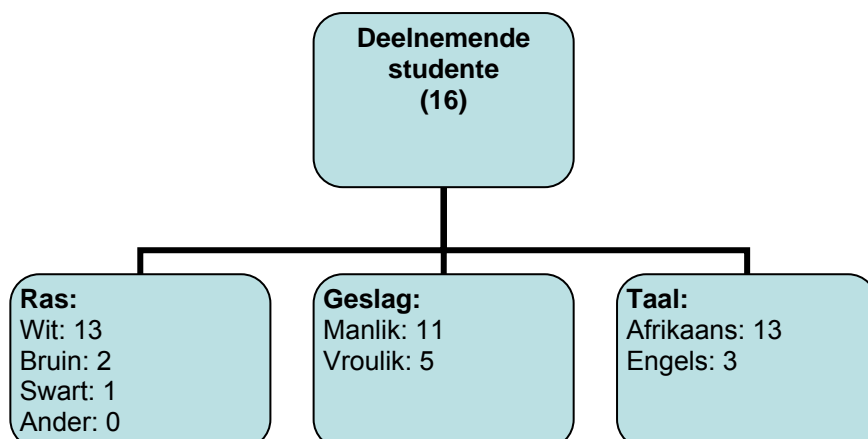 Deelnemende
studente
(16)
Ras:
Wit: 13
Bruin: 2
Swart: 1
Ander: 0
Geslag:
Manlik: 11
Vroulik: 5
Taal:
Afrikaans: 13
Engels: 3